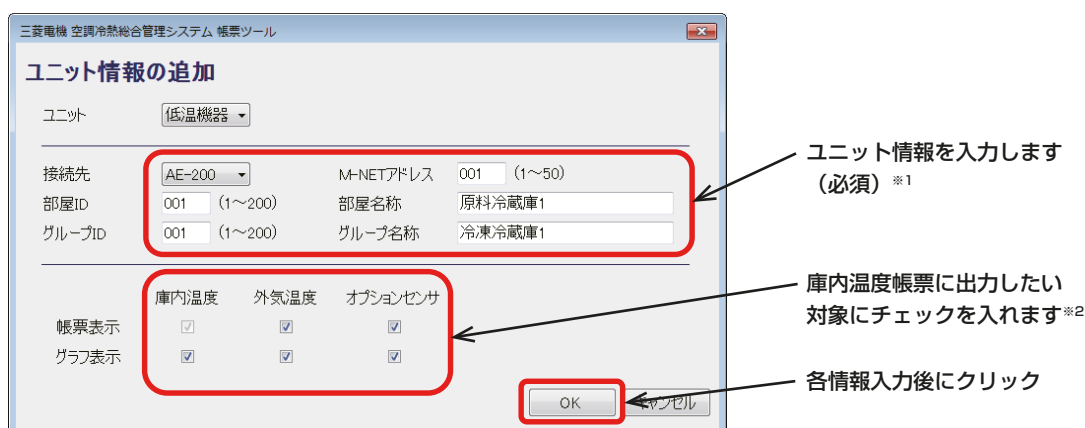 三菱電機 空調冷熱総合管理システム 帳票ツール
ユニット情報の追加
ユニット 低温機器
接続先 AE-200 M-NETアドレス 001 (1～50)
部屋ID 001 (1～200) 部屋名称 原料冷蔵庫1
グループID 001 (1～200) グループ名称 冷凍冷蔵庫1
庫内温度 外気温度 オプションセンサ
帳票表示
グラフ表示
OK キャンセル
ユニット情報を入力します
（必須）※1
庫内温度帳票に出力したい
対象にチェックを入れます※2
各情報入力後にクリック